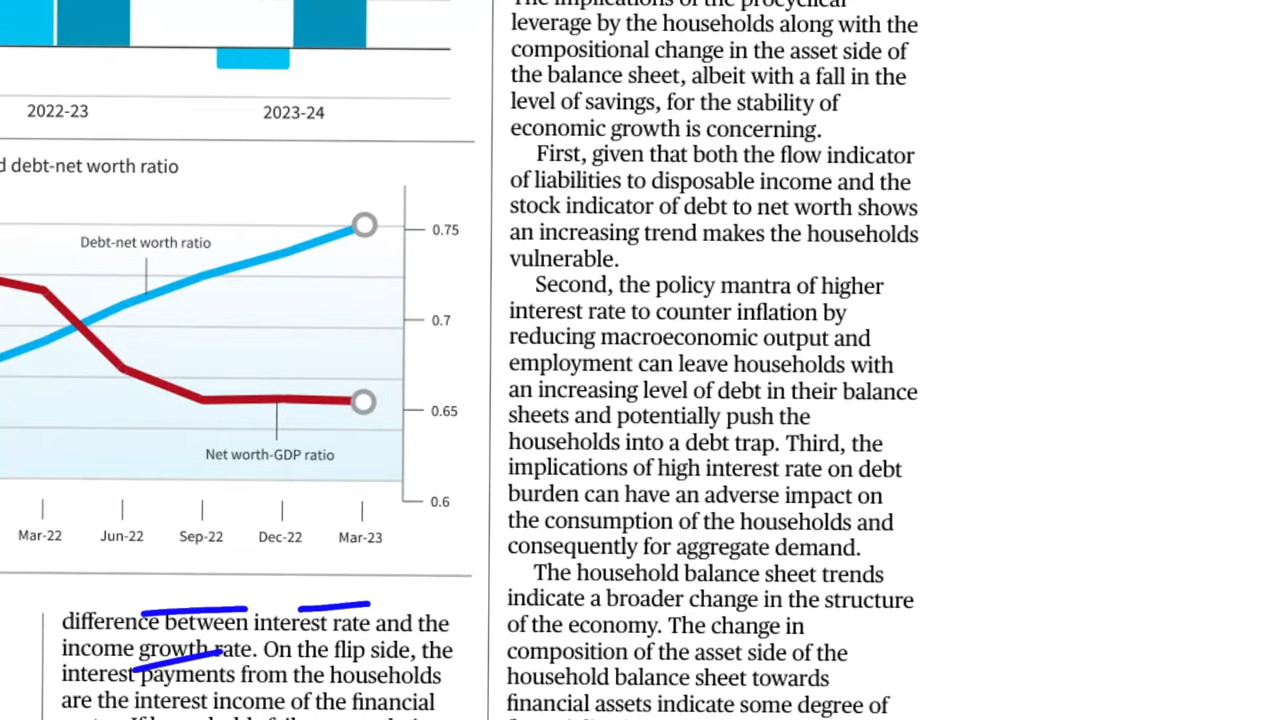 2022-23
2023-24
debt-net worth ratio
Debt-net worth ratio
0.75
0.7
0.65
Net worth-GDP ratio
0.6
Mar-22
Jun-22
Sep-22
Dec-22
Mar-23
difference between interest rate and the
income growth rate. On the flip side, the
interest payments from the households
are the interest income of the financial
The implications of the procyclical
leverage by the households along with the
compositional change in the asset side of
the balance sheet, albeit with a fall in the
level of savings, for the stability of
economic growth is concerning.
First, given that both the flow indicator
of liabilities to disposable income and the
stock indicator of debt to net worth shows
an increasing trend makes the households
vulnerable.
Second, the policy mantra of higher
interest rate to counter inflation by
reducing macroeconomic output and
employment can leave households with
an increasing level of debt in their balance
sheets and potentially push the
households into a debt trap. Third, the
implications of high interest rate on debt
burden can have an adverse impact on
the consumption of the households and
consequently for aggregate demand.
The household balance sheet trends
indicate a broader change in the structure
of the economy. The change in
composition of the asset side of the
household balance sheet towards
financial assets indicate some degree of